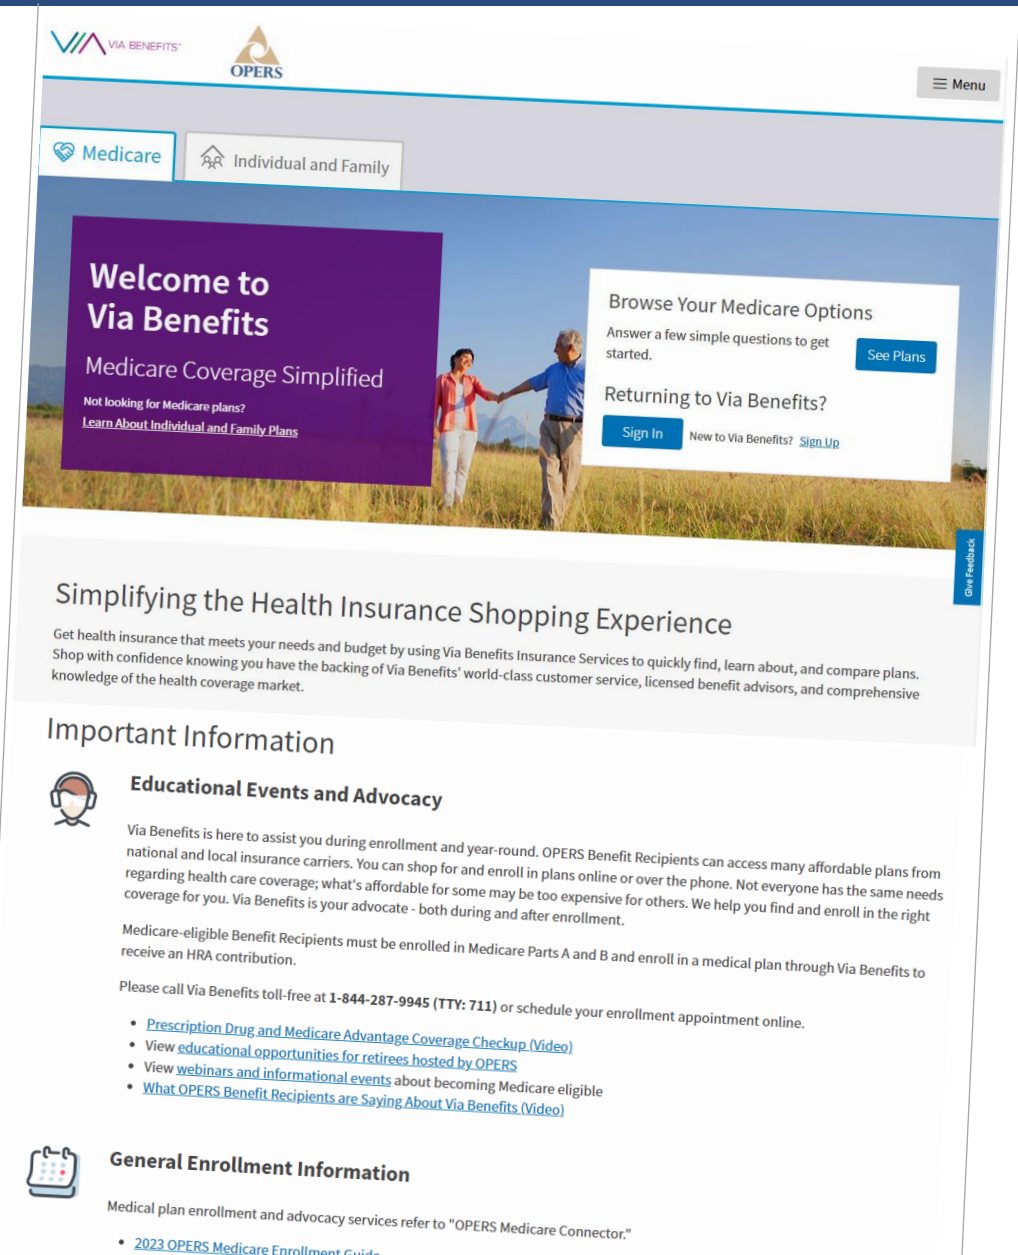 VIA BENEFITS
OPERS
Menu
Medicare
Individual and Family
Welcome to
Via Benefits
Medicare Coverage Simplified
Not looking for Medicare plans?
Learn About Individual and Family Plans
Browse Your Medicare Options
Answer a few simple questions to get
started.
See Plans
Returning to Via Benefits?
Sign In
New to Via Benefits? Sign Up
Give Feedback
Simplifying the Health Insurance Shopping Experience
Get health insurance that meets your needs and budget by using Via Benefits Insurance Services to quickly find, learn about, and compare plans.
Shop with confidence knowing you have the backing of Via Benefits' world-class customer service, licensed benefit advisors, and comprehensive
knowledge of the health coverage market.
Important Information
Educational Events and Advocacy
Via Benefits is here to assist you during enrollment and year-round. OPERS Benefit Recipients can access many affordable plans from
national and local insurance carriers. You can shop for and enroll in plans online or over the phone. Not everyone has the same needs
regarding health care coverage; what's affordable for some may be too expensive for others. We help you find and enroll in the right
coverage for you. Via Benefits is your advocate - both during and after enrollment.
Medicare-eligible Benefit Recipients must be enrolled in Medicare Parts A and B and enroll in a medical plan through Via Benefits to
receive an HRA contribution.
Please call Via Benefits toll-free at 1-844-287-9945 (TTY: 711) or schedule your enrollment appointment online.
• Prescription Drug and Medicare Advantage Coverage Checkup (Video)
• View educational opportunities for retirees hosted by OPERS
• View webinars and informational events about becoming Medicare eligible
• What OPERS Benefit Recipients are Saying About Via Benefits (Video)
General Enrollment Information
Medical plan enrollment and advocacy services refer to "OPERS Medicare Connector."
• 2023 OPERS Medicare Enrollment Guide